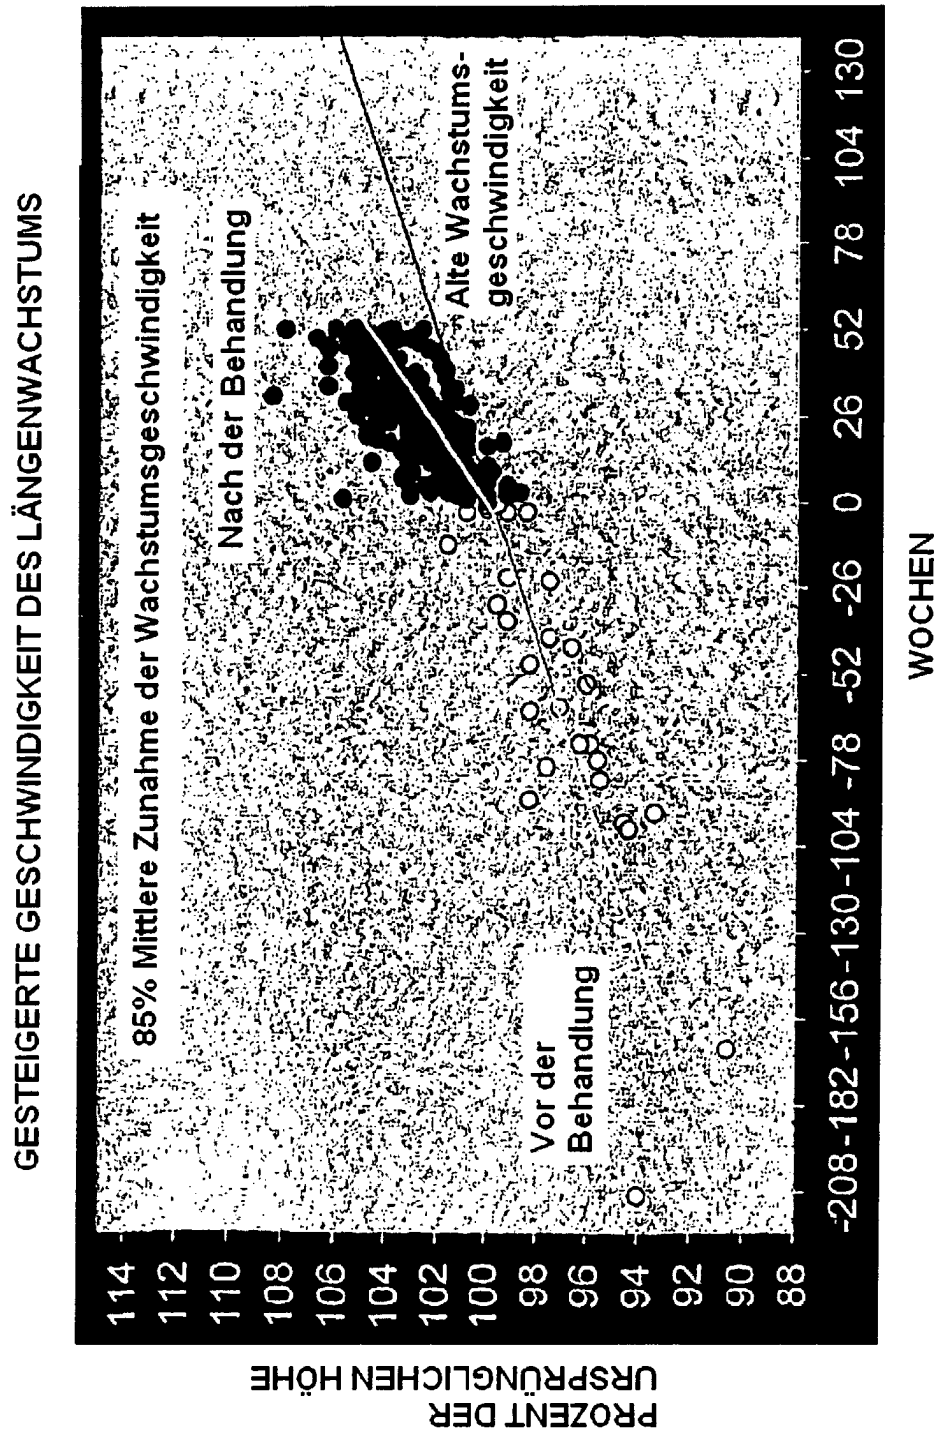 GESTEIGERTE GESCHWINDIGKEIT DES LÄNGENWACHSTUMS
85% Mittlere Zunahme der Wachstumsgeschwindigkeit
Nach der Behandlung
Alte Wachstums-
geschwindigkeit
Vor der
Behandlung
PROZENT DER
URSPRÜNGLICHEN HÖHE
114
112
110
108
106
104
102
100
98
96
94
92
90
88
-208 -182 -156 -130 -104 -78 -52 -26 0 26 52 78 104 130
WOCHEN